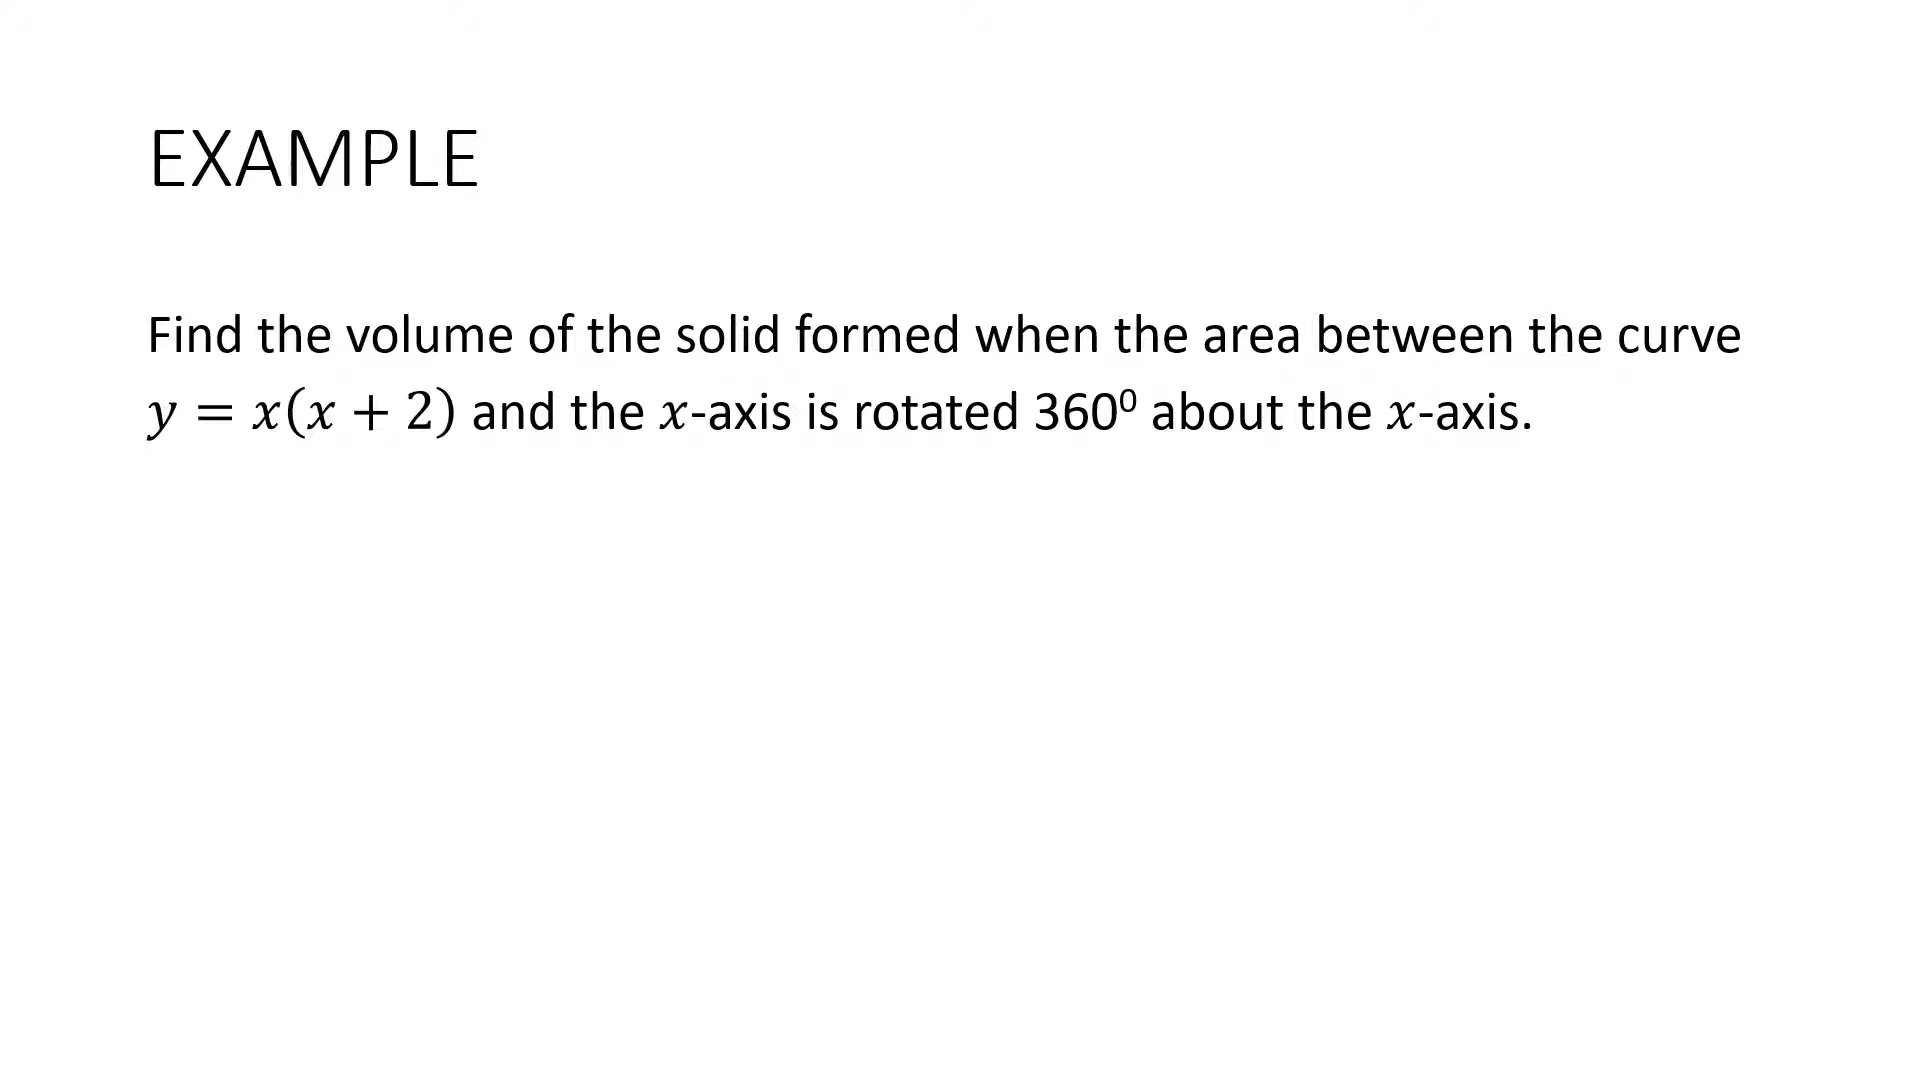 EXAMPLE
Find the volume of the solid formed when the area between the curve
𝑦 = 𝑥(𝑥 + 2) and the 𝑥-axis is rotated 360⁰ about the 𝑥-axis.